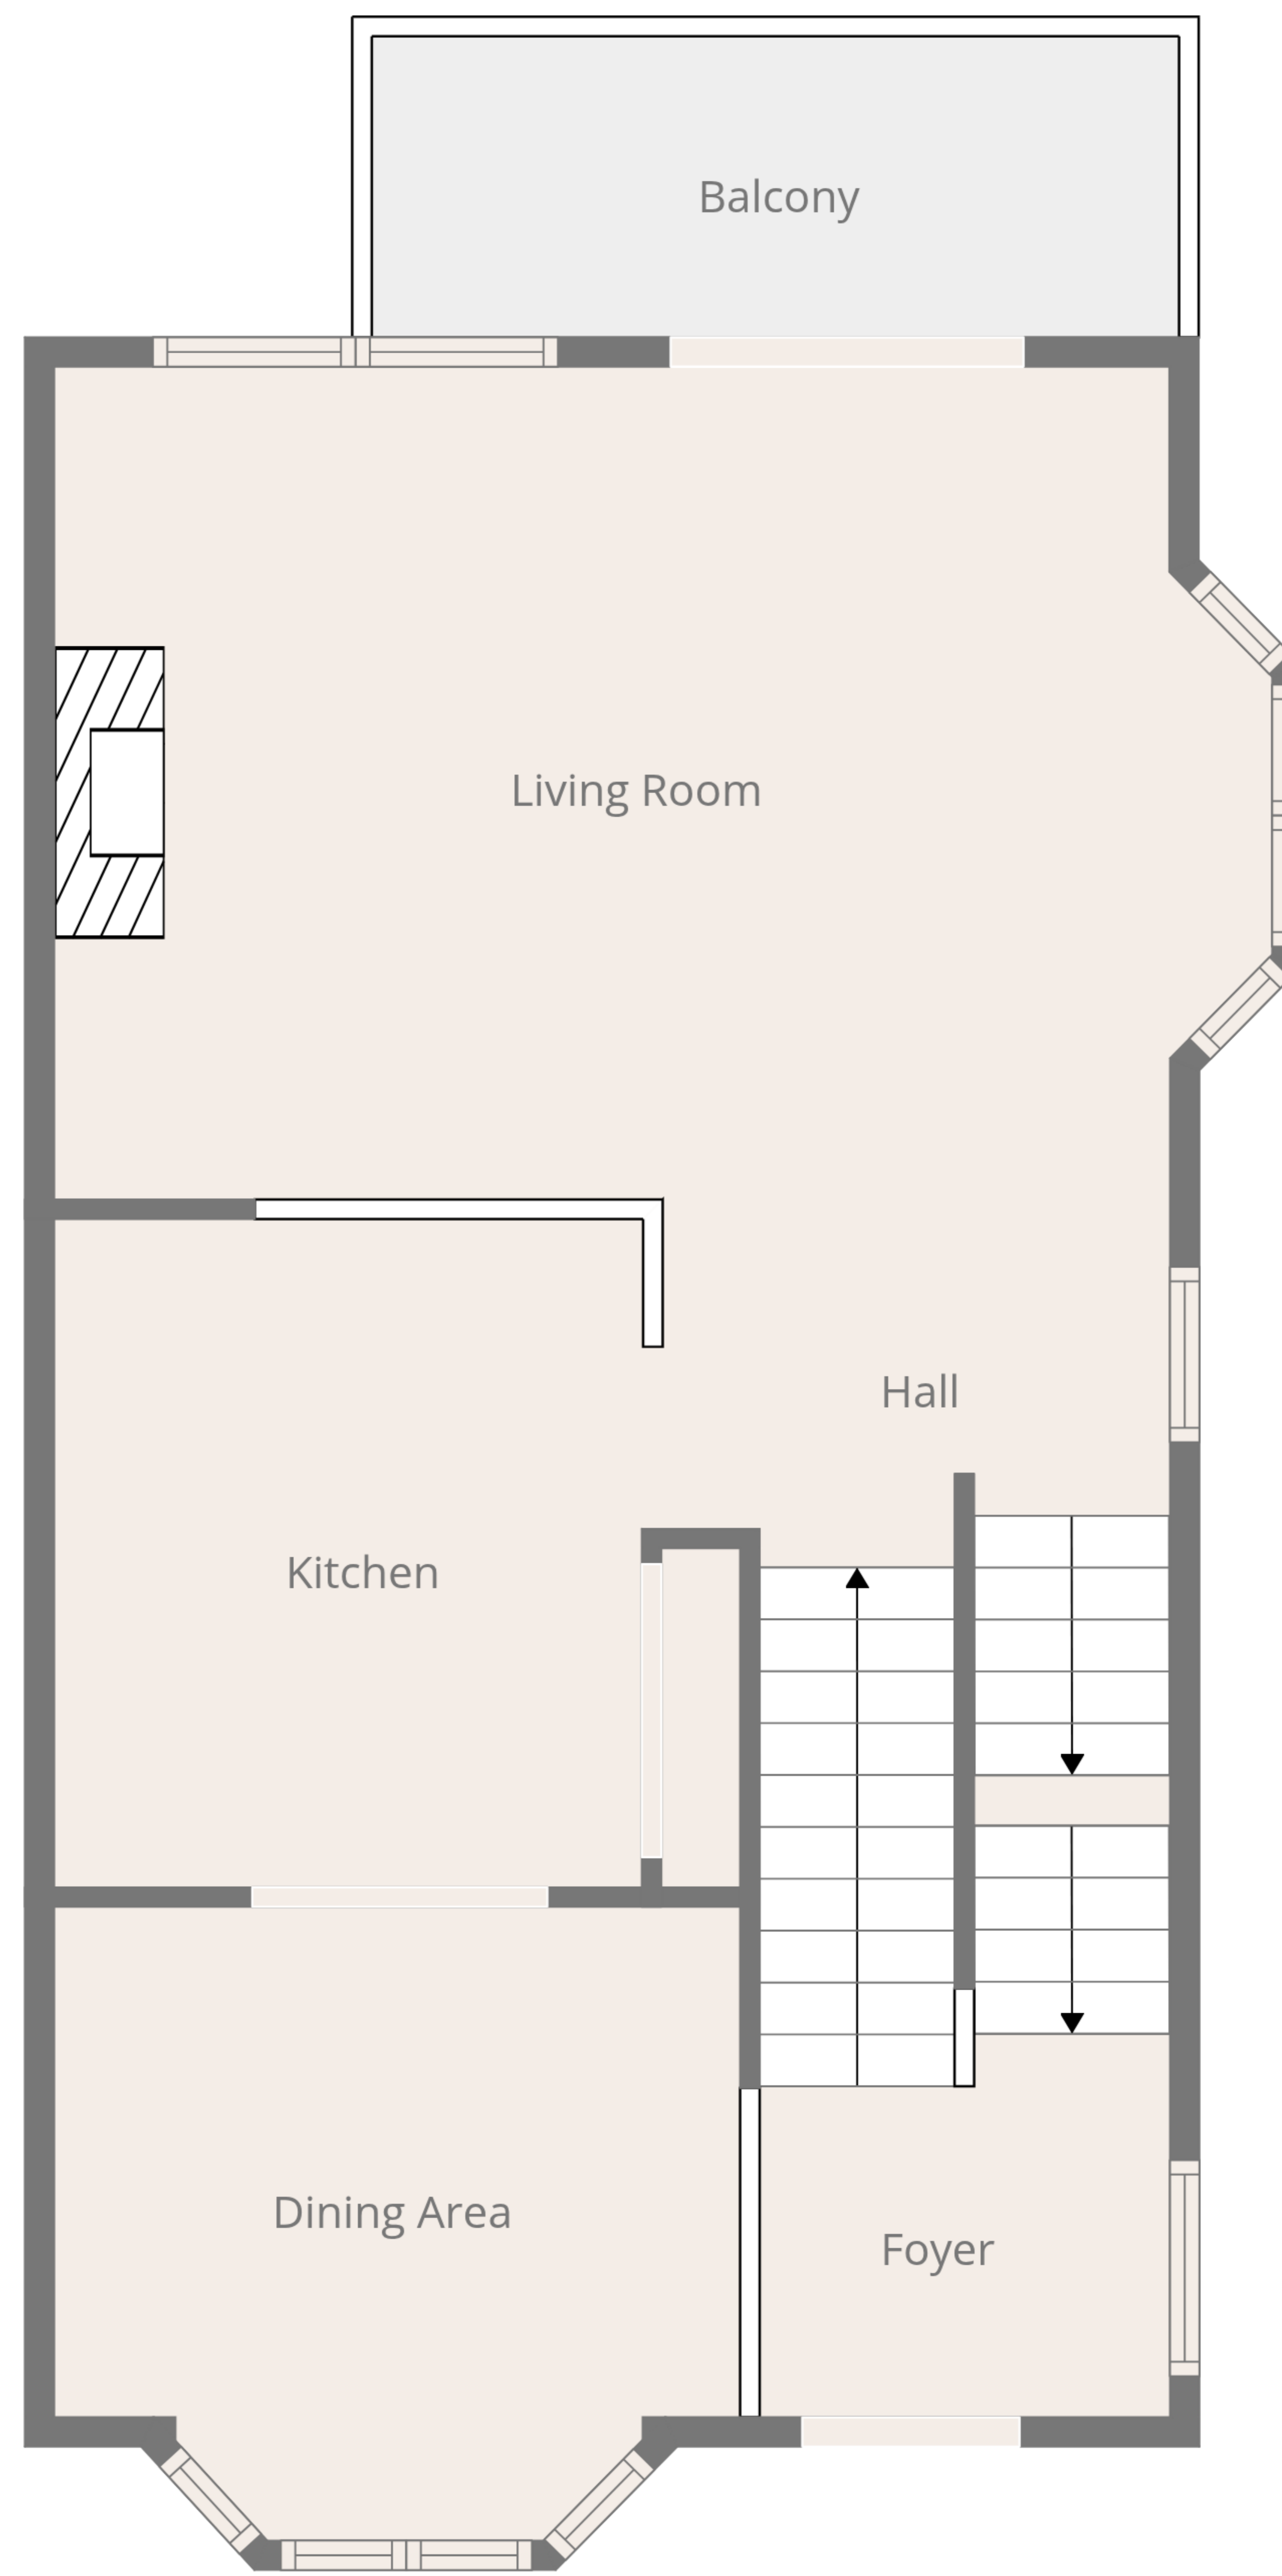 Balcony
Living Room
Hall
Kitchen
Dining Area
Foyer